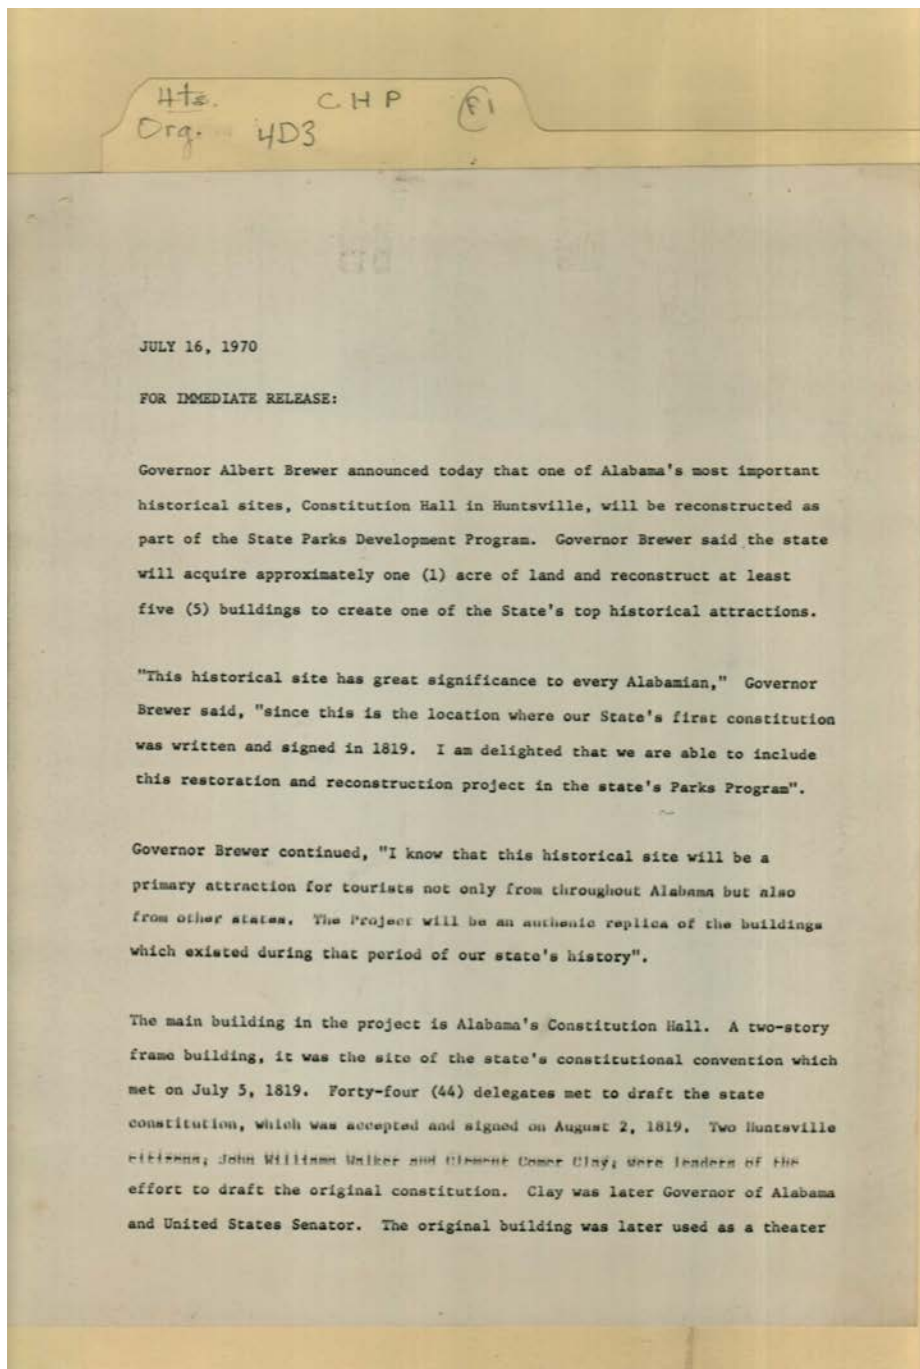 Hts. CHP F1
Org. 4D3
JULY 16, 1970
FOR IMMEDIATE RELEASE:
Governor Albert Brewer announced today that one of Alabama's most important
historical sites, Constitution Hall in Huntsville, will be reconstructed as
part of the State Parks Development Program. Governor Brewer said the state
will acquire approximately one (1) acre of land and reconstruct at least
five (5) buildings to create one of the State's top historical attractions.
"This historical site has great significance to every Alabamian," Governor
Brewer said, "since this is the location where our State's first constitution
was written and signed in 1819. I am delighted that we are able to include
this restoration and reconstruction project in the state's Parks Program".
Governor Brewer continued, "I know that this historical site will be a
primary attraction for tourists not only from throughout Alabama but also
from other states. The Project will be an authenic replica of the buildings
which existed during that period of our state's history".
The main building in the project is Alabama's Constitution Hall. A two-story
frame building, it was the site of the state's constitutional convention which
met on July 5, 1819. Forty-four (44) delegates met to draft the state
constitution, which was accepted and signed on August 2, 1819. Two Huntsville
citizens, John Williams Walker and Clement Comer Clay, were leaders of the
effort to draft the original constitution. Clay was later Governor of Alabama
and United States Senator. The original building was later used as a theater